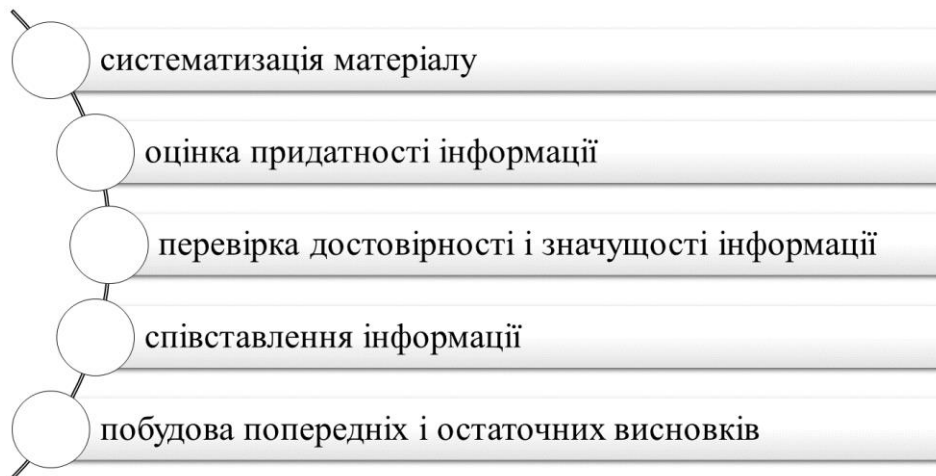 систематизація матеріалу
оцінка придатності інформації
перевірка достовірності і значущості інформації
співставлення інформації
побудова попередніх і остаточних висновків